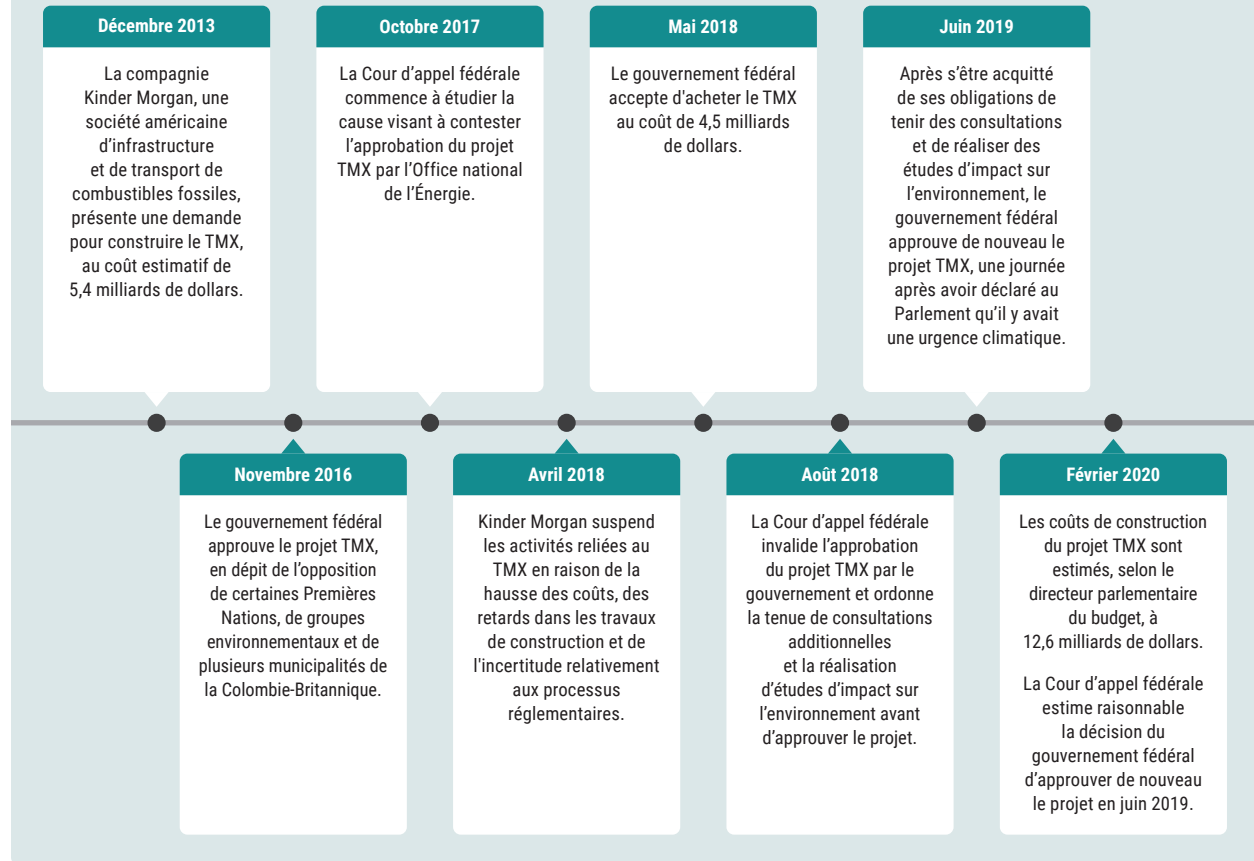 Décembre 2013
La compagnie
Kinder Morgan, une
société américaine
d’infrastructure
et de transport de
combustibles fossiles,
présente une demande
pour construire le TMX,
au coût estimatif de
5,4 milliards de dollars.
Novembre 2016
Le gouvernement fédéral
approuve le projet TMX,
en dépit de l’opposition
de certaines Premières
Nations, de groupes
environnementaux et de
plusieurs municipalités de
la Colombie-Britannique.
Octobre 2017
La Cour d’appel fédérale
commence à étudier la
cause visant à contester
l’approbation du projet
TMX par l’Office national
de l’Énergie.
Avril 2018
Kinder Morgan suspend
les activités reliées au
TMX en raison de la
hausse des coûts, des
retards dans les travaux
de construction et de
l'incertitude relativement
aux processus
réglementaires.
Mai 2018
Le gouvernement fédéral
accepte d'acheter le TMX
au coût de 4,5 milliards
de dollars.
Août 2018
La Cour d’appel fédérale
invalide l’approbation
du projet TMX par le
gouvernement et ordonne
la tenue de consultations
additionnelles
et la réalisation
d’études d’impact sur
l’environnement avant
d’approuver le projet.
Juin 2019
Après s’être acquitté
de ses obligations de
tenir des consultations
et de réaliser des
études d’impact sur
l’environnement, le
gouvernement fédéral
approuve de nouveau le
projet TMX, une journée
après avoir déclaré au
Parlement qu’il y avait
une urgence climatique.
Février 2020
Les coûts de construction
du projet TMX sont
estimés, selon le
directeur parlementaire
du budget, à
12,6 milliards de dollars.
La Cour d’appel fédérale
estime raisonnable
la décision du
gouvernement fédéral
d’approuver de nouveau
le projet en juin 2019.